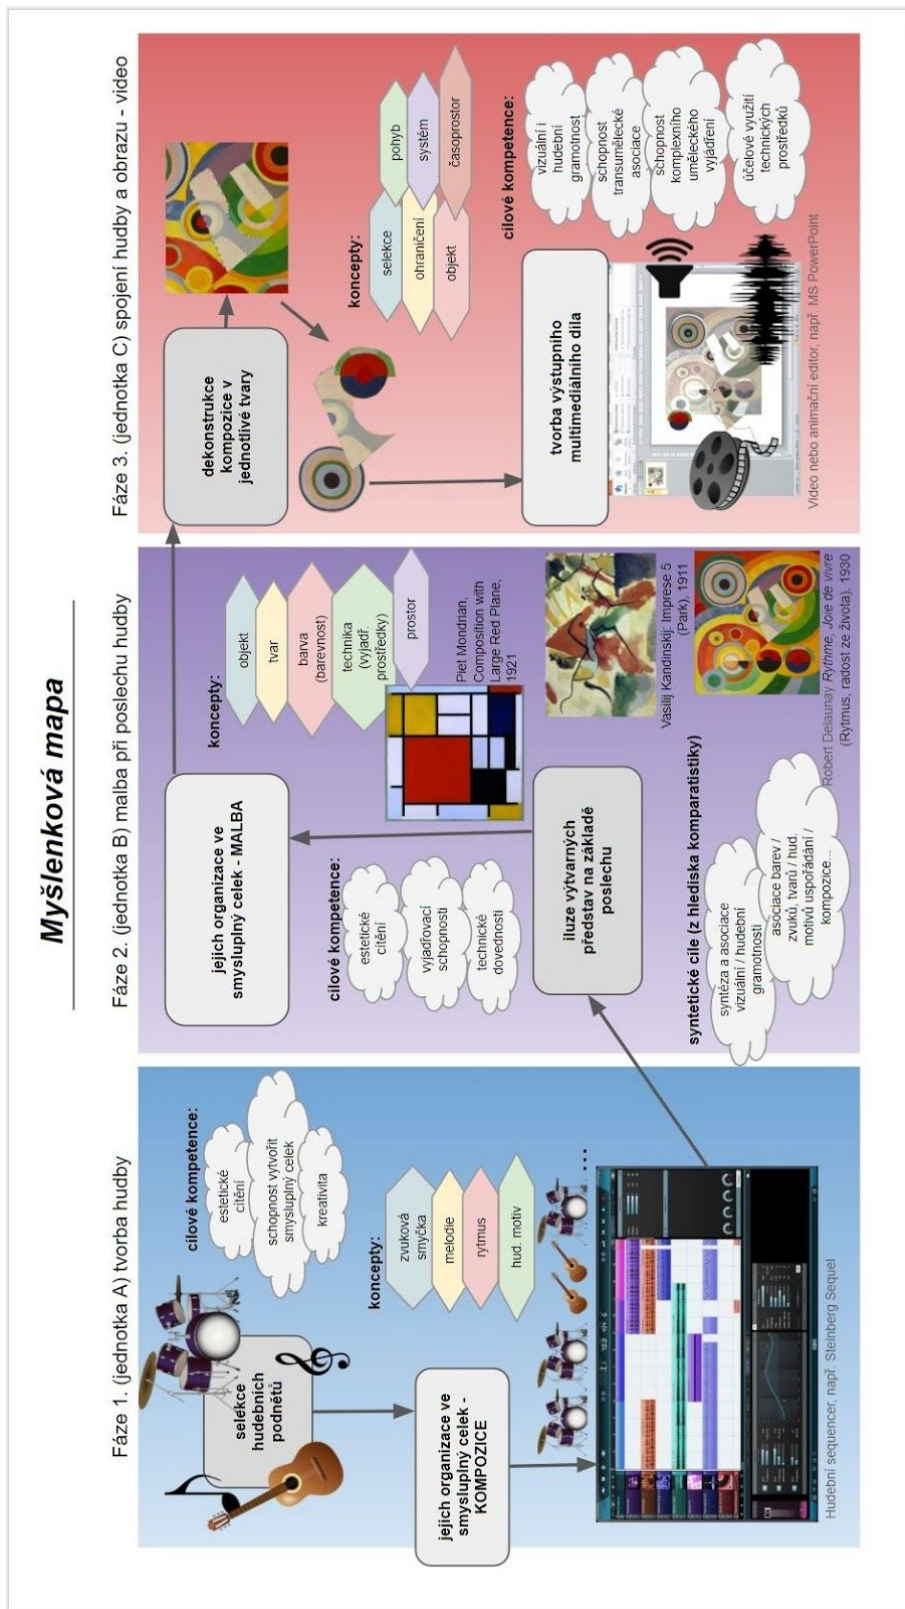 Myšlenková mapa
Fáze 1. (jednotka A) tvorba hudby
selekce
hudebních
podnětů
cílové kompetence:
estetické
cítění
schopnost vytvořit
smysluplný celek
kreativita
jejich organizace ve
smysluplný celek -
KOMPOZICE
koncepty:
zvuková
smyčka
melodie
rytmus
hud. motiv
...
Hudební sequencer, např. Steinberg Sequel
Fáze 2. (jednotka B) malba při poslechu hudby
jejich organizace ve
smysluplný celek - MALBA
koncepty:
objekt
tvar
barva
(barevnost)
technika
(vyjadř.
prostředky)
prostor
cílové kompetence:
estetické
cítění
vyjadřovací
schopnosti
technické
dovednosti
Piet Mondrian,
Composition with
Large Red Plane,
1921
iluze výtvarných
představ na základě
poslechu
Vasilij Kandinskij: Imprese 5
(Park), 1911
syntetické cíle (z hlediska komparatistiky)
syntéza a asociace
vizuální / hudební
gramotnosti
asociace barev /
zvuků, tvarů / hud.
motivů uspořádání /
kompozice...
Robert Delaunay Rythme, Joie de vivre
(Rytmus, radost ze života), 1930
Fáze 3. (jednotka C) spojení hudby a obrazu - video
dekonstrukce
kompozice v
jednotlivé tvary
koncepty:
selekce
pohyb
ohraničení
systém
objekt
časoprostor
tvorba výstupního
multimediálního díla
cílové kompetence:
vizuální i
hudební
gramotnost
schopnost
transumělecké
asociace
schopnost
komplexního
uměleckého
vyjádření
účelové využití
technických
prostředků
Video nebo animační editor, např. MS PowerPoint